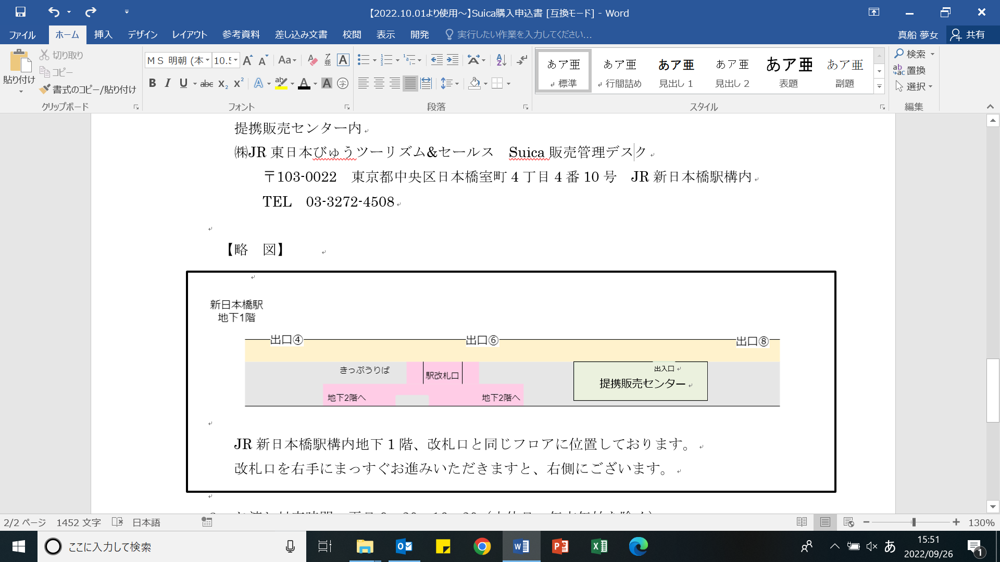 【2022.10.01より使用～】Suica購入申込書 [互換モード] - Word
ファイル ホーム 挿入 デザイン レイアウト 参考資料 差し込み文書 校閲 表示 開発 実行したい作業を入力してください... 真船 夢女 共有
貼り付け 切り取り コピー 書式のコピー/貼り付け
クリップボード
ＭＳ 明朝 (本 10.5
フォント
段落
あア亜 標準
あア亜 行間詰め
あア亜 見出し 1
あア亜 見出し 2
あア亜 表題
あア亜 副題
スタイル
検索
置換
選択
編集
提携販売センター内
㈱JR 東日本びゅうツーリズム&セールス　Suica 販売管理デスク
〒103-0022　東京都中央区日本橋室町 4 丁目 4 番 10 号　JR 新日本橋駅構内
TEL　03-3272-4508
【略　図】
新日本橋駅
地下1階
出口④ 出口⑥ 出口⑧
きっぷうりば 駅改札口 出入口
提携販売センター
地下2階へ 地下2階へ
JR 新日本橋駅構内地下 1 階、改札口と同じフロアに位置しております。
改札口を右手にまっすぐお進みいただきますと、右側にございます。
2/2 ページ 1452 文字 日本語 130%
ここに入力して検索
あ 15:51
2022/09/26
1